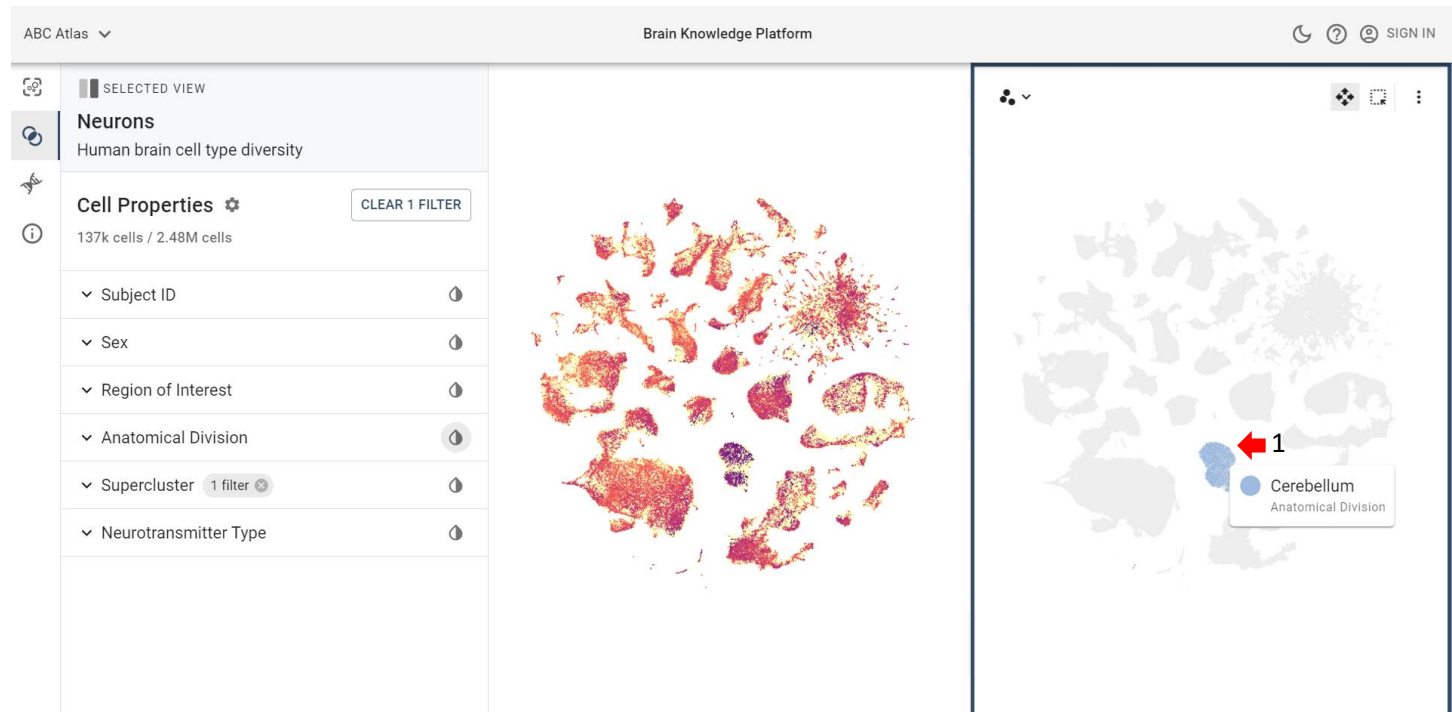 ABC Atlas
Brain Knowledge Platform
SIGN IN
SELECTED VIEW
Neurons
Human brain cell type diversity
Cell Properties
CLEAR 1 FILTER
137k cells / 2.48M cells
Subject ID
Sex
Region of Interest
Anatomical Division
Supercluster 1 filter
Neurotransmitter Type
1
Cerebellum
Anatomical Division